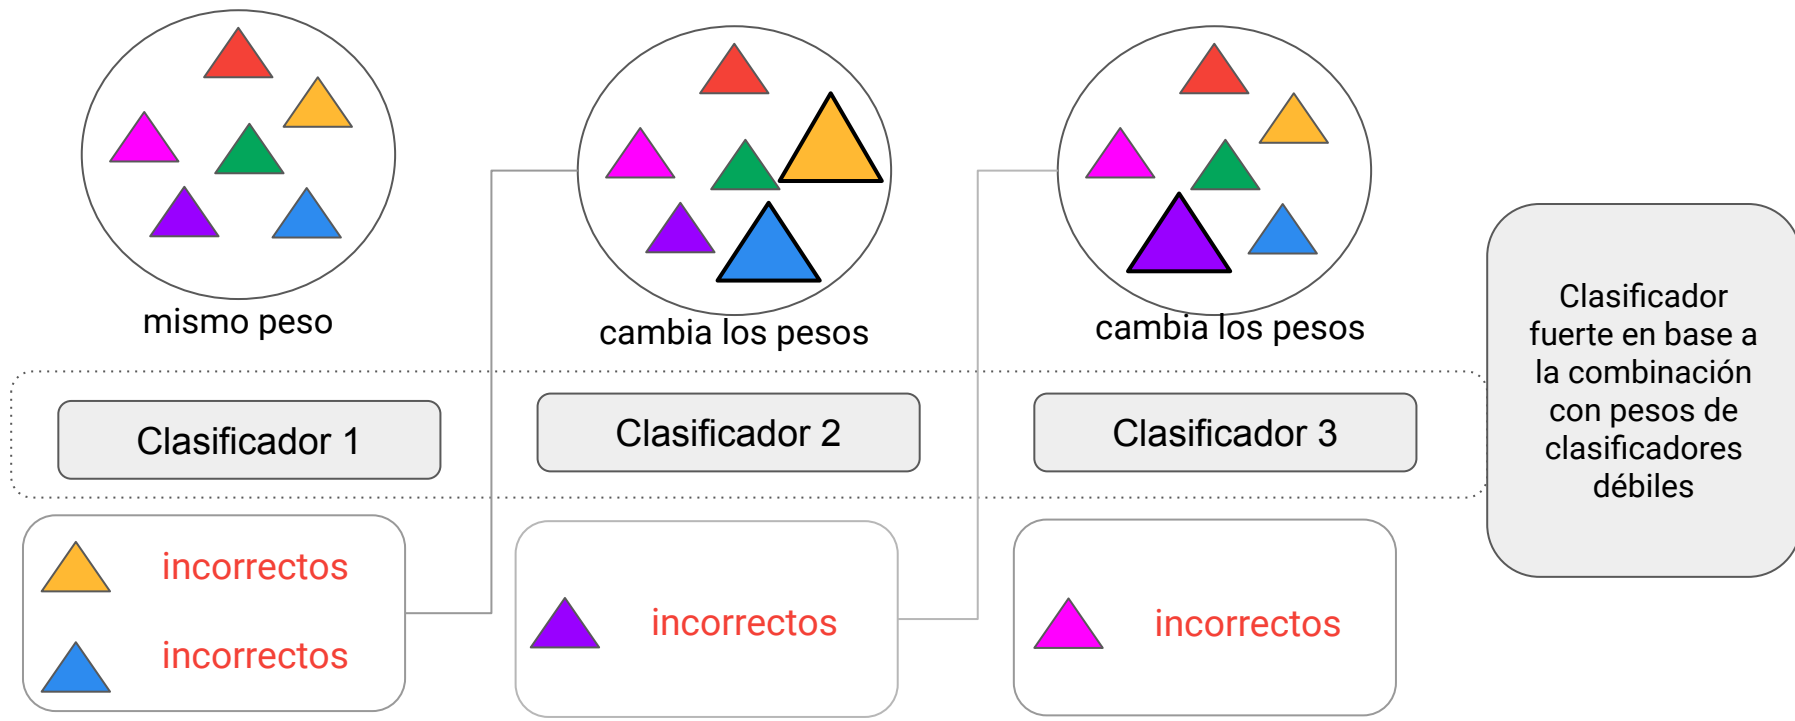 mismo peso
cambia los pesos
cambia los pesos
Clasificador 1
Clasificador 2
Clasificador 3
incorrectos
incorrectos
incorrectos
incorrectos
Clasificador
fuerte en base a
la combinación
con pesos de
clasificadores
débiles